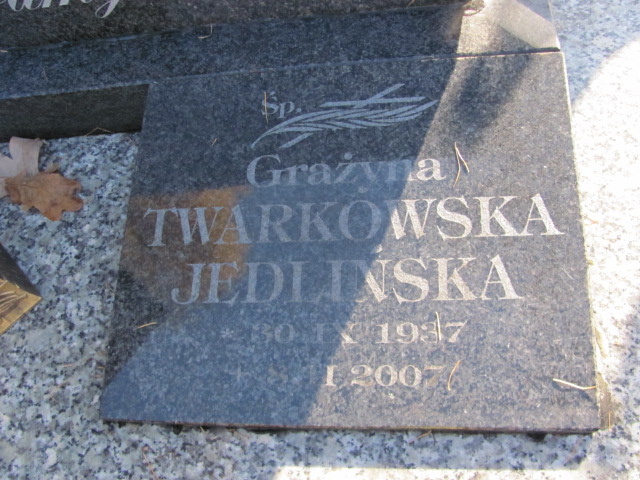 Śp.
Grażyna
TWARKOWSKA
JEDLIŃSKA
* 30.IX 1937
2007